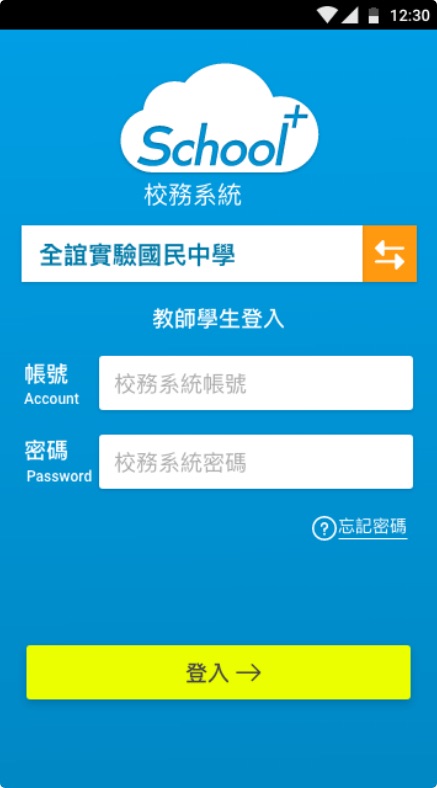 12:30
School+
校務系統
全誼實驗國民中學
教師學生登入
帳號
Account
校務系統帳號
密碼
Password
校務系統密碼
?忘記密碼
登入→